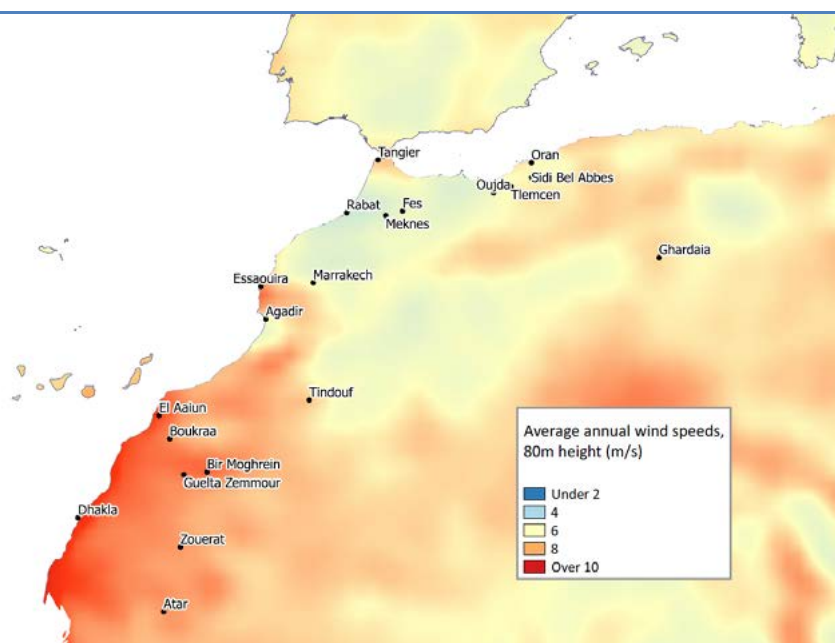 Tangier
Oran
Sidi Bel Abbes
Oujda
Tlemcen
Fes
Rabat
Meknes
Ghardaia
Marrakech
Essaouira
Agadir
Tindouf
El Aaiun
Boukraa
Bir Moghrein
Guelta Zemmour
Dhakla
Zouerat
Atar
Average annual wind speeds,
80m height (m/s)
Under 2
4
6
8
Over 10